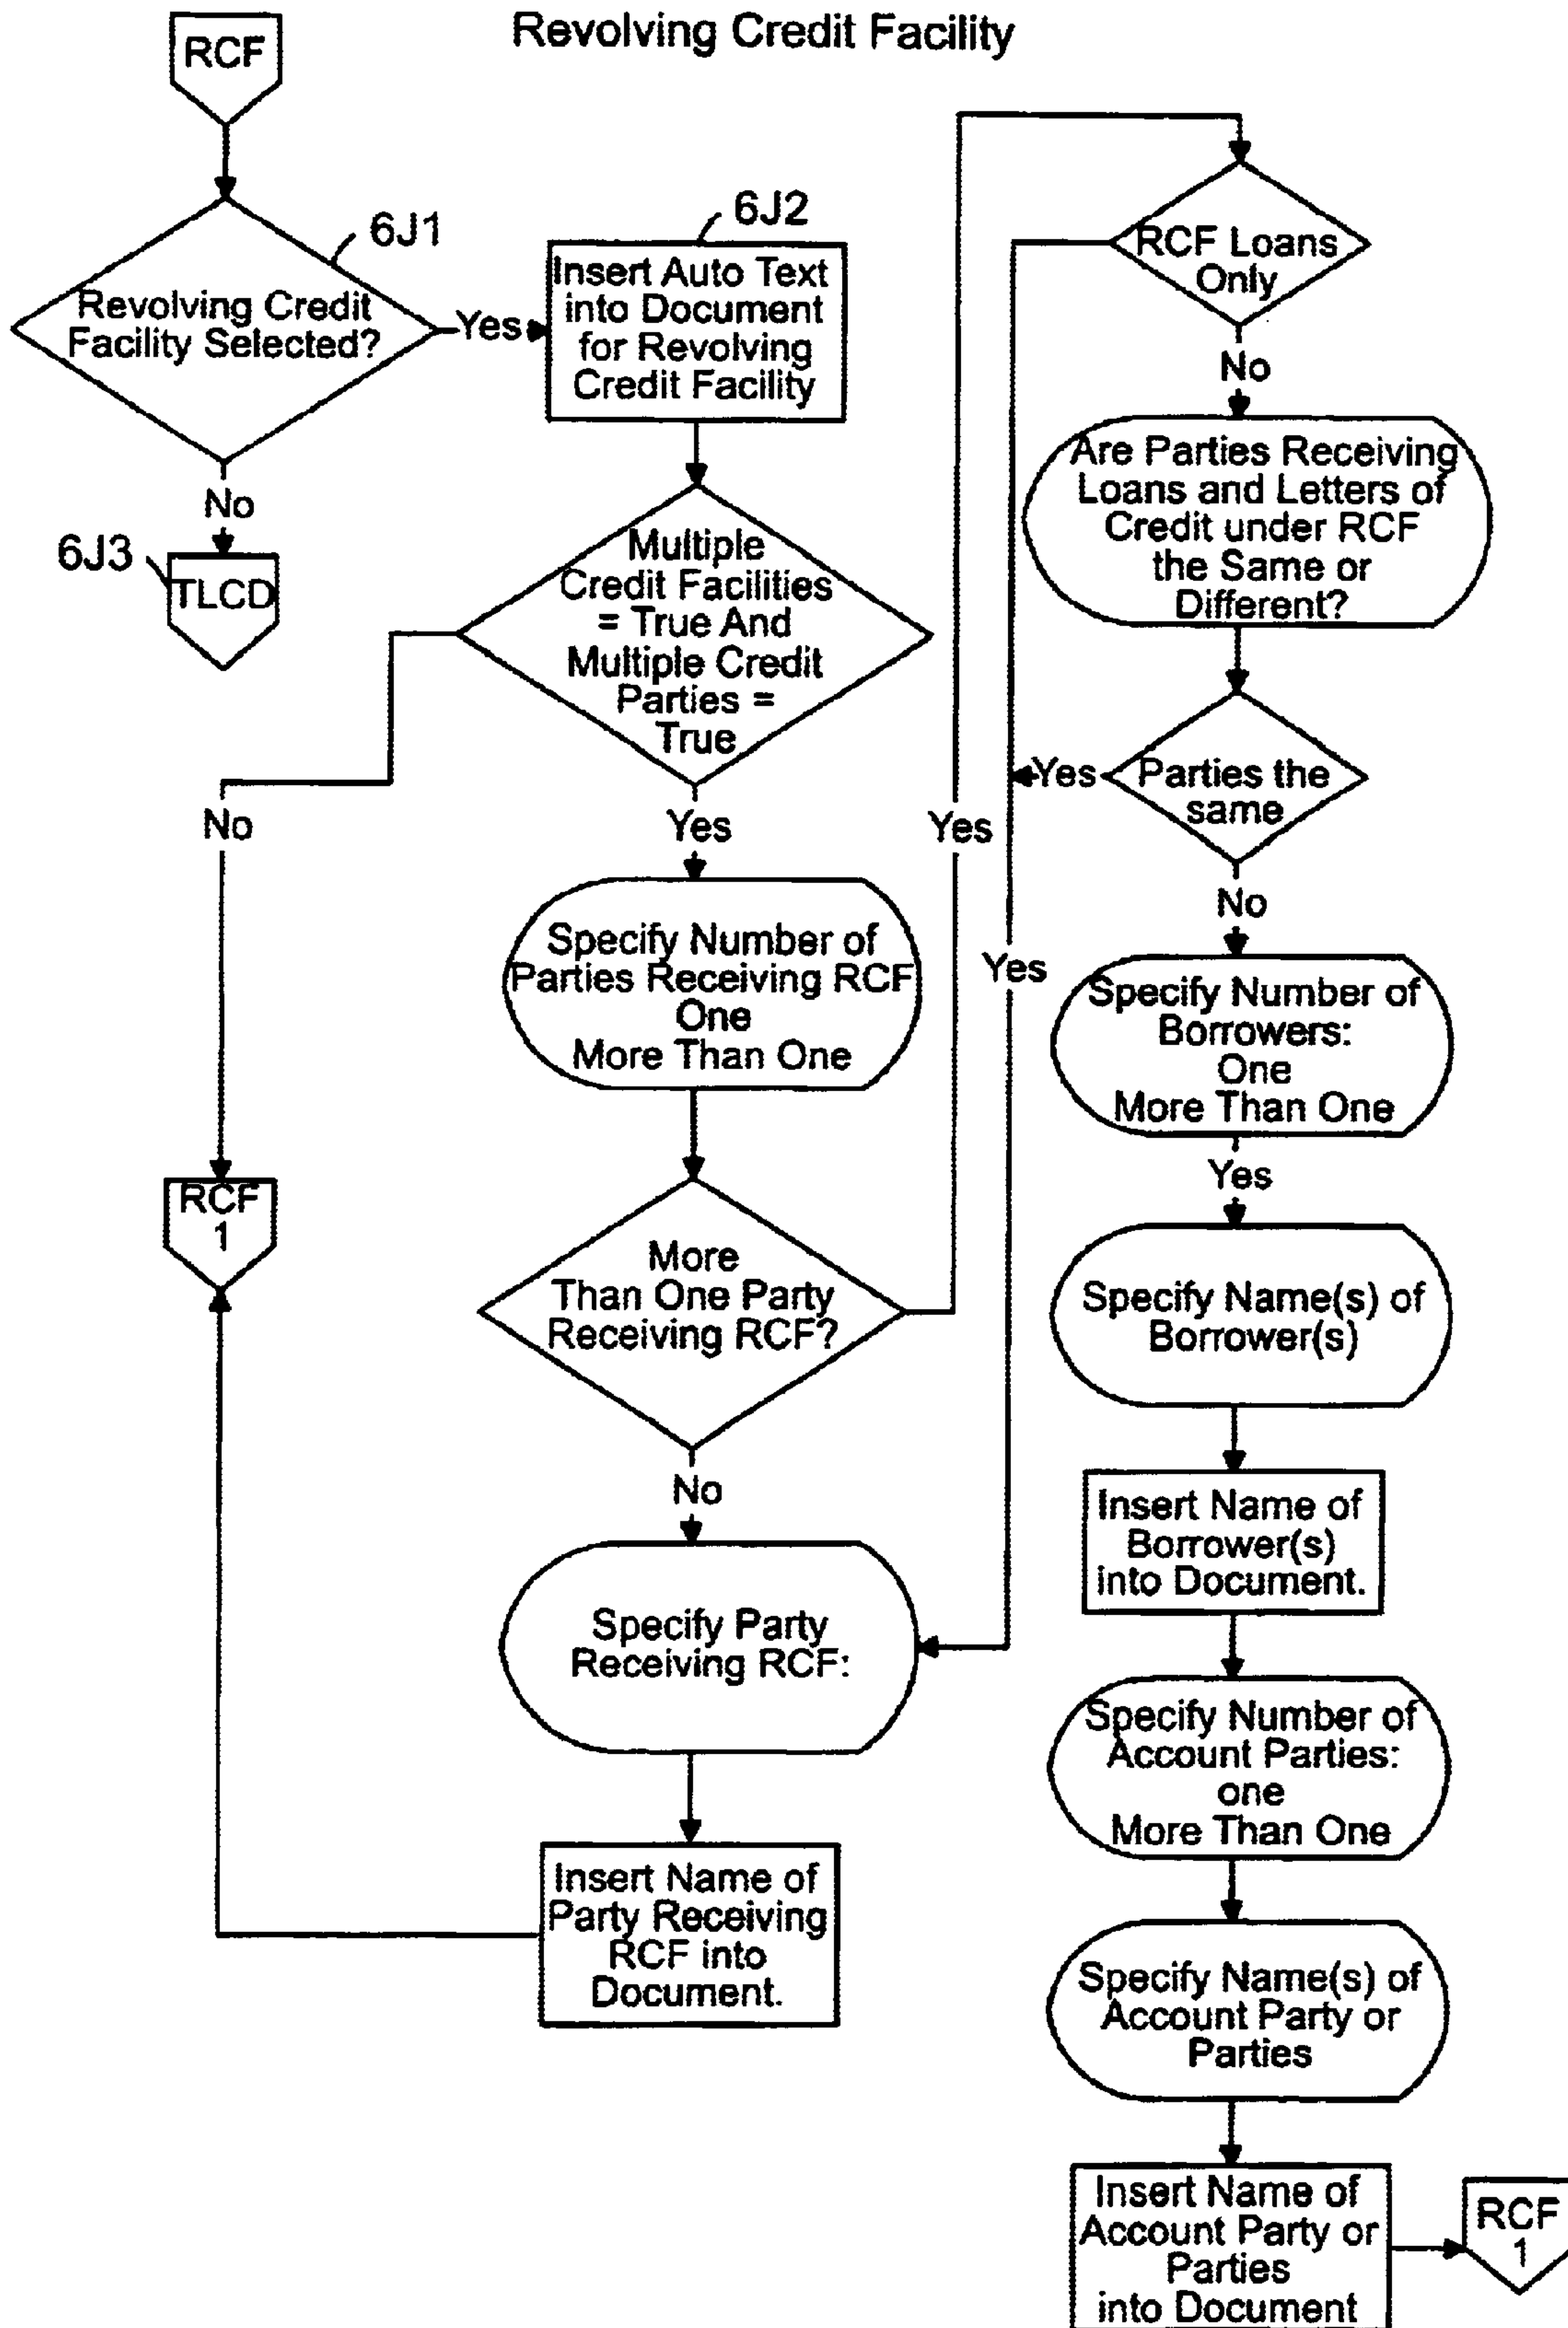 Revolving Credit Facility
RCF
6J1
Revolving Credit
Facility Selected?
Yes
No
6J3
TLCD
6J2
Insert Auto Text
into Document
for Revolving
Credit Facility
Multiple
Credit Facilities
= True And
Multiple Credit
Parties =
True
No
RCF
1
Yes
Specify Number of
Parties Receiving RCF
One
More Than One
More
Than One Party
Receiving RCF?
Yes
No
Specify Party
Receiving RCF:
Insert Name of
Party Receiving
RCF into
Document.
RCF Loans
Only
Yes
No
Are Parties Receiving
Loans and Letters of
Credit under RCF
the Same or
Different?
Parties the
same
Yes
No
Specify Number of
Borrowers:
One
More Than One
Yes
Specify Name(s) of
Borrower(s)
Insert Name of
Borrower(s)
into Document.
Specify Number of
Account Parties:
one
More Than One
Specify Name(s) of
Account Party or
Parties
Insert Name of
Account Party or
Parties
into Document
RCF
1